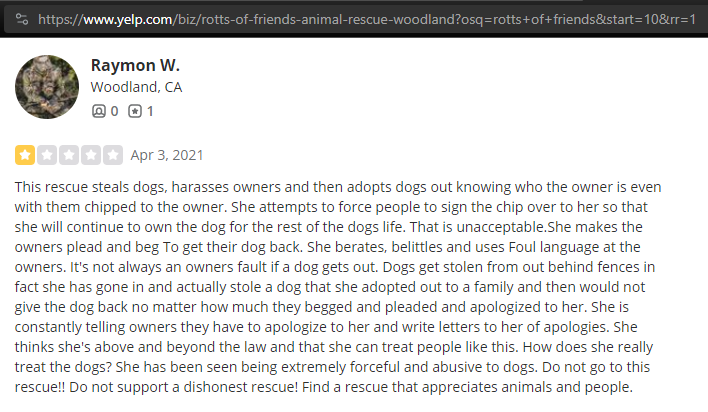 https://www.yelp.com/biz/rotts-of-friends-animal-rescue-woodland?osq=rotts+of+friends&start=10&rr=1
Raymon W.
Woodland, CA
0 1
Apr 3, 2021
This rescue steals dogs, harasses owners and then adopts dogs out knowing who the owner is even
with them chipped to the owner. She attempts to force people to sign the chip over to her so that
she will continue to own the dog for the rest of the dogs life. That is unacceptable.She makes the
owners plead and beg To get their dog back. She berates, belittles and uses Foul language at the
owners. It's not always an owners fault if a dog gets out. Dogs get stolen from out behind fences in
fact she has gone in and actually stole a dog that she adopted out to a family and then would not
give the dog back no matter how much they begged and pleaded and apologized to her. She is
constantly telling owners they have to apologize to her and write letters to her of apologies. She
thinks she's above and beyond the law and that she can treat people like this. How does she really
treat the dogs? She has been seen being extremely forceful and abusive to dogs. Do not go to this
rescue!! Do not support a dishonest rescue! Find a rescue that appreciates animals and people.